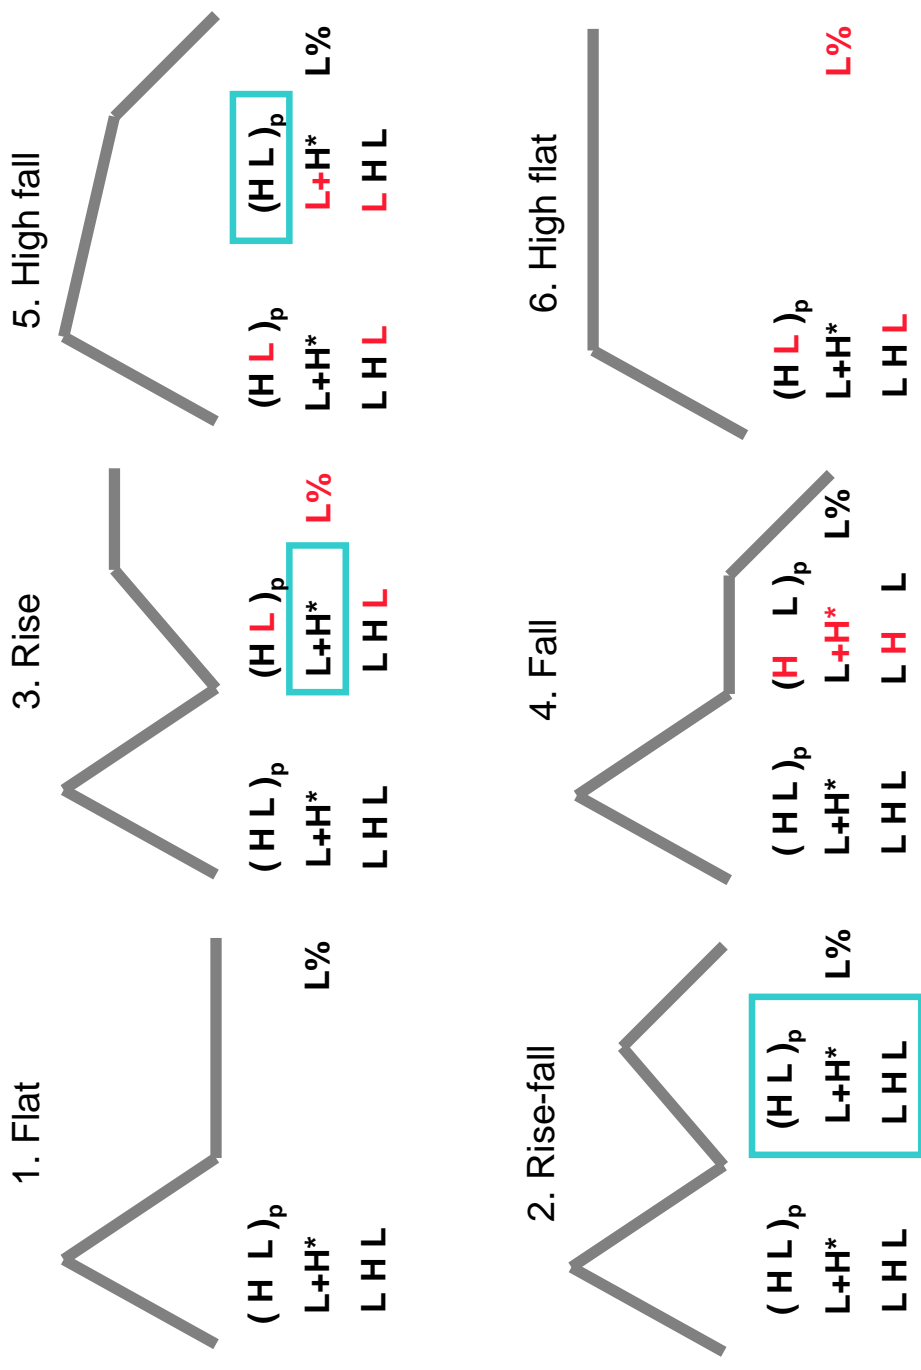 1. Flat
( H L )p
L+H* L%
L H L
3. Rise
( H L )p (H L )p
L+H* L+H* L%
L H L L H L
5. High fall
(H L )p (H L )p
L+H* L+H* L%
L H L L H L
2. Rise-fall
( H L )p (H L )p
L+H* L+H* L%
L H L L H L
4. Fall
( H L )p ( H L )p
L+H* L+H* L%
L H L L H L
6. High flat
(H L )p
L+H* L%
L H L